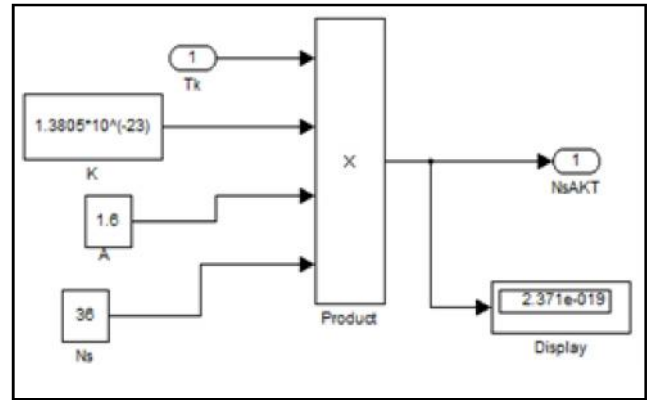 1
Tk
1.3805*10^(-23)
K
1.6
A
36
Ns
X
Product
1
NsAKT
2.371e-019
Display